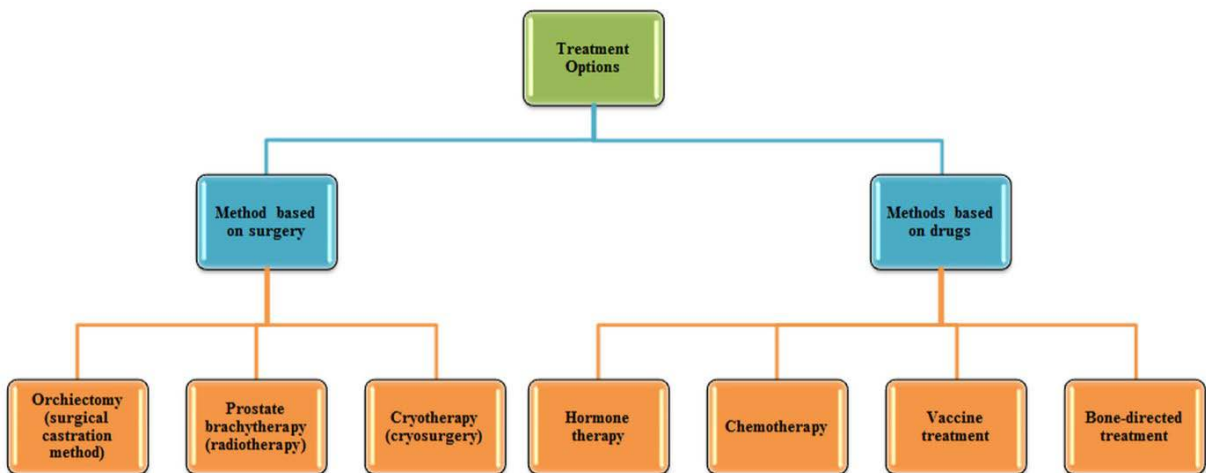 Treatment
Options
Method based
on surgery
Methods based
on drugs
Orchiectomy
(surgical
castration
method)
Prostate
brachytherapy
(radiotherapy)
Cryotherapy
(cryosurgery)
Hormone
therapy
Chemotherapy
Vaccine
treatment
Bone-directed
treatment